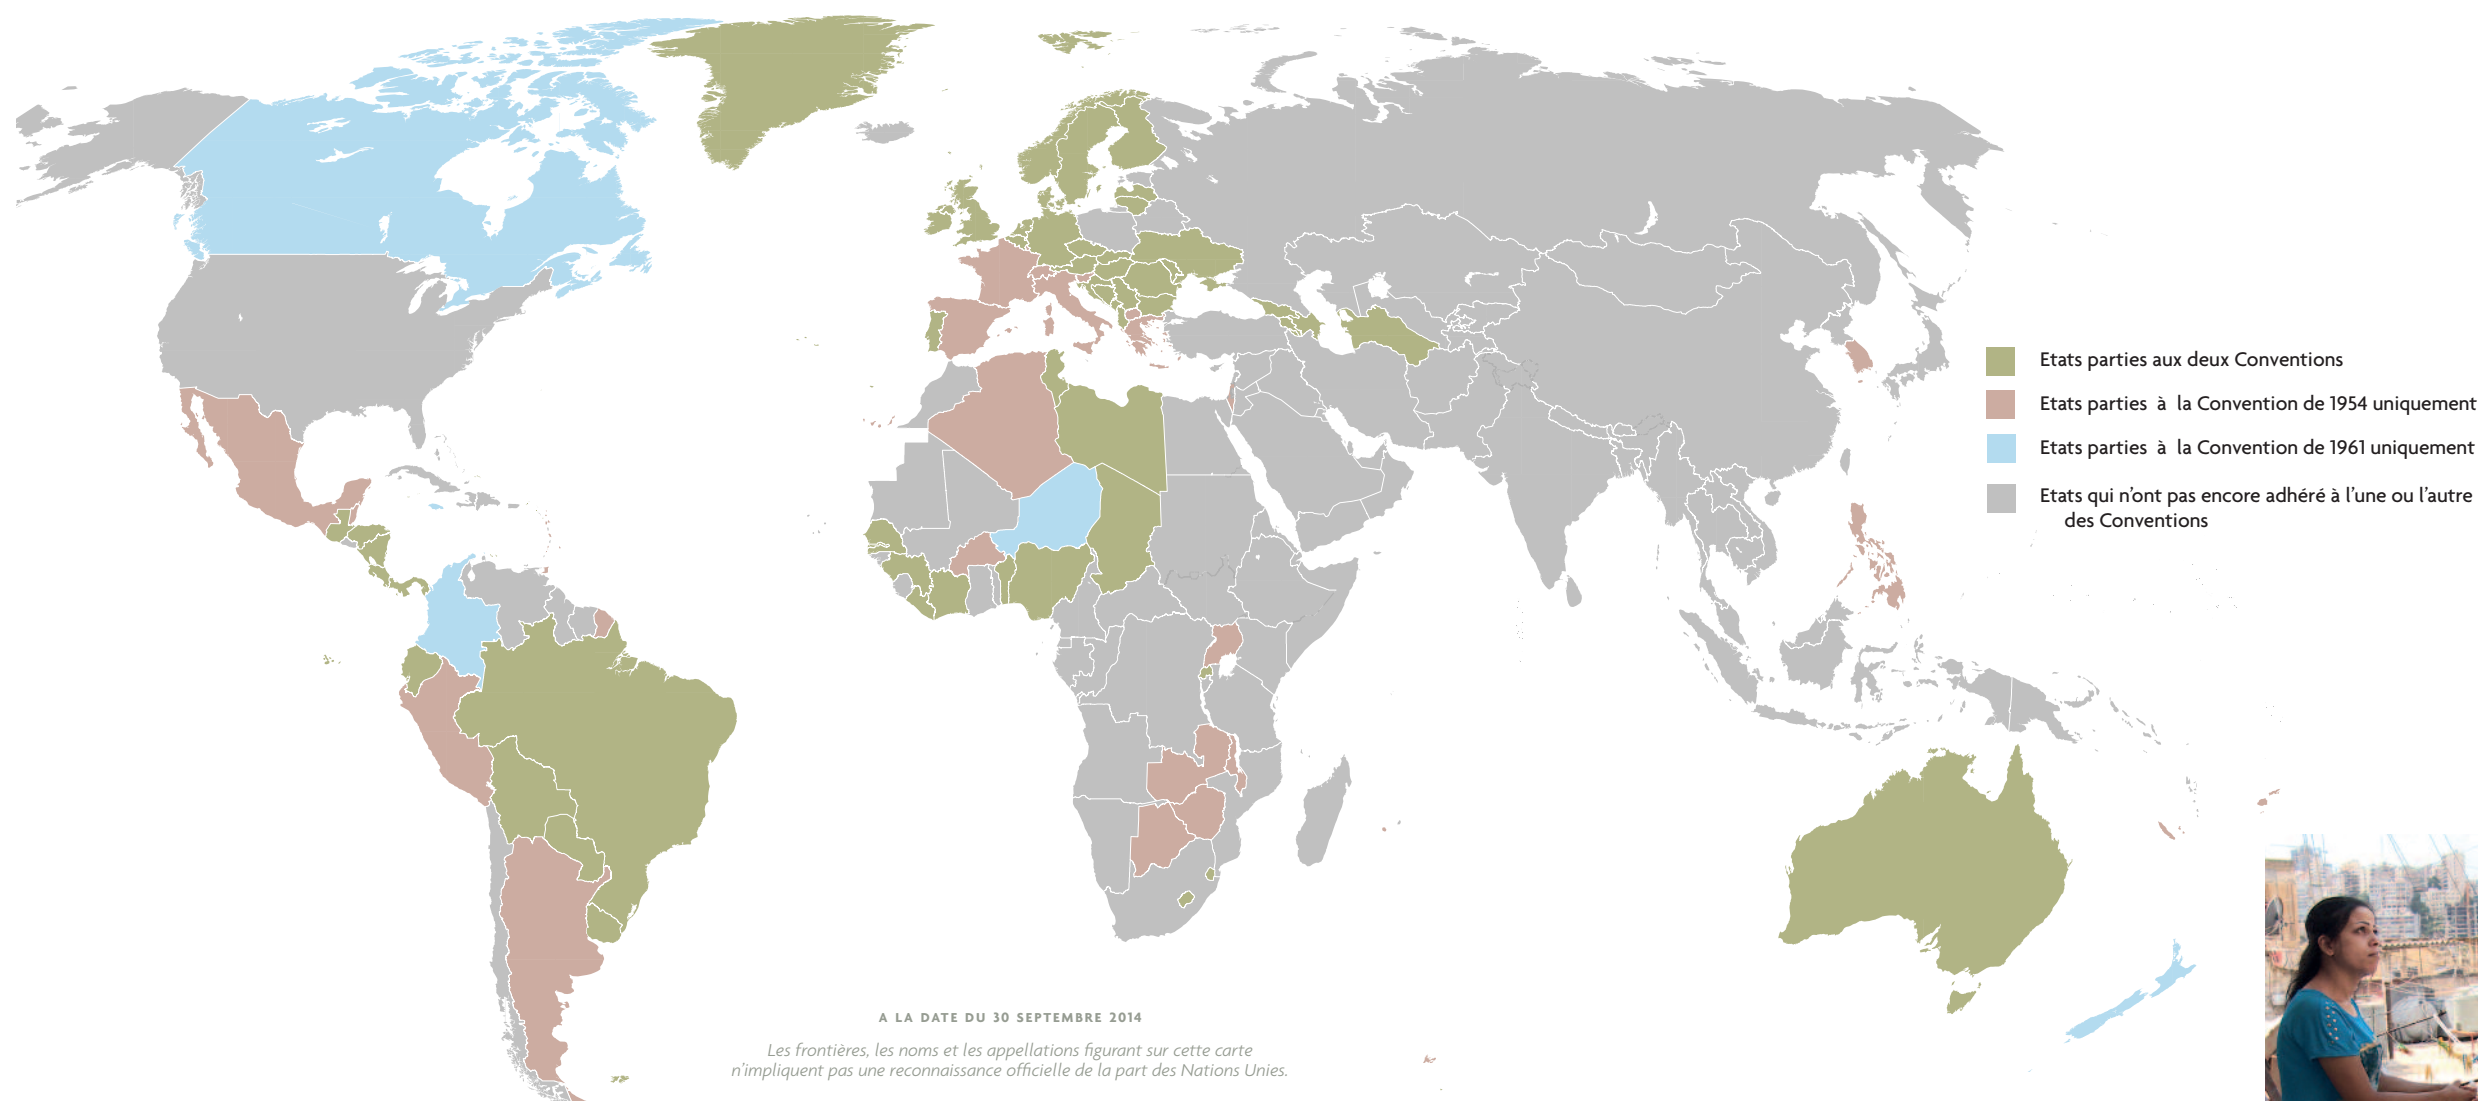 Etats parties aux deux Conventions
Etats parties à la Convention de 1954 uniquement
Etats parties à la Convention de 1961 uniquement
Etats qui n'ont pas encore adhéré à l'une ou l'autre
des Conventions
A LA DATE DU 30 SEPTEMBRE 2014
Les frontières, les noms et les appellations figurant sur cette carte
n'impliquent pas une reconnaissance officielle de la part des Nations Unies.